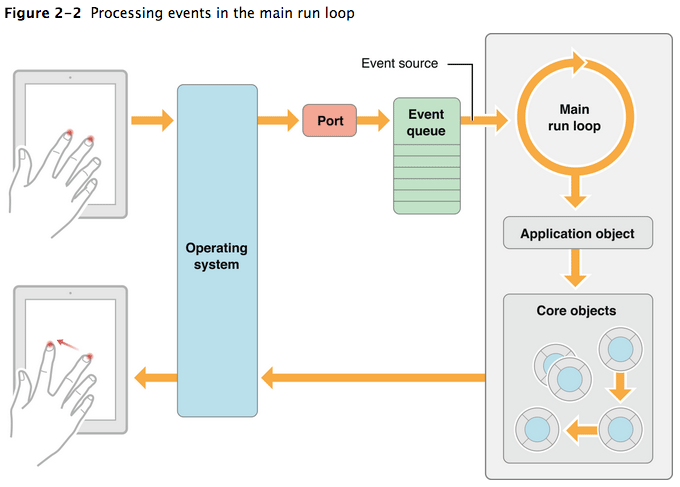 Figure 2-2 Processing events in the main run loop
Event source
Port
Event
queue
Main
run loop
Operating
system
Application object
Core objects